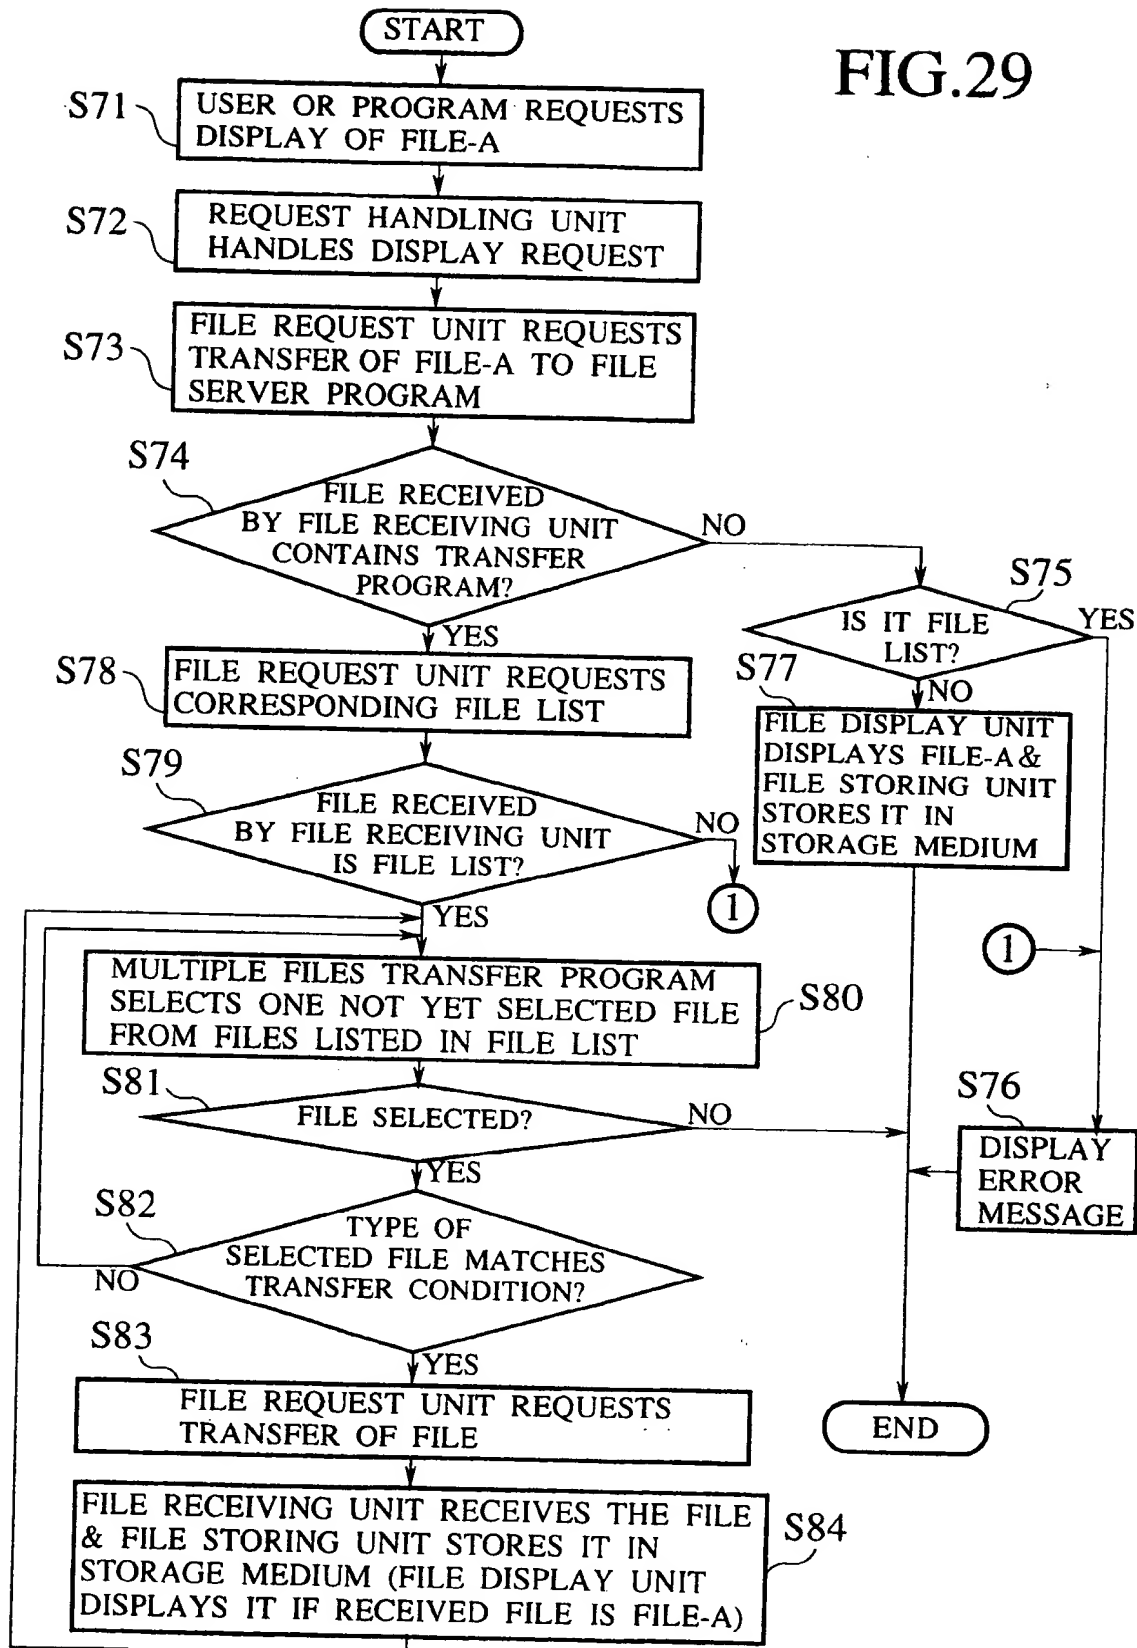 START
FIG.29
S71
USER OR PROGRAM REQUESTS
DISPLAY OF FILE-A
S72
REQUEST HANDLING UNIT
HANDLES DISPLAY REQUEST
S73
FILE REQUEST UNIT REQUESTS
TRANSFER OF FILE-A TO FILE
SERVER PROGRAM
S74
FILE RECEIVED
BY FILE RECEIVING UNIT
CONTAINS TRANSFER
PROGRAM?
NO
YES
S75
IS IT FILE
LIST?
YES
NO
S77
FILE DISPLAY UNIT
DISPLAYS FILE-A &
FILE STORING UNIT
STORES IT IN
STORAGE MEDIUM
S78
FILE REQUEST UNIT REQUESTS
CORRESPONDING FILE LIST
S79
FILE RECEIVED
BY FILE RECEIVING UNIT
IS FILE LIST?
NO
1
YES
1
MULTIPLE FILES TRANSFER PROGRAM
SELECTS ONE NOT YET SELECTED FILE
FROM FILES LISTED IN FILE LIST
S80
S81
FILE SELECTED?
NO
YES
S76
DISPLAY
ERROR
MESSAGE
S82
TYPE OF
SELECTED FILE MATCHES
TRANSFER CONDITION?
NO
YES
S83
FILE REQUEST UNIT REQUESTS
TRANSFER OF FILE
END
FILE RECEIVING UNIT RECEIVES THE FILE
& FILE STORING UNIT STORES IT IN
STORAGE MEDIUM (FILE DISPLAY UNIT
DISPLAYS IT IF RECEIVED FILE IS FILE-A)
S84